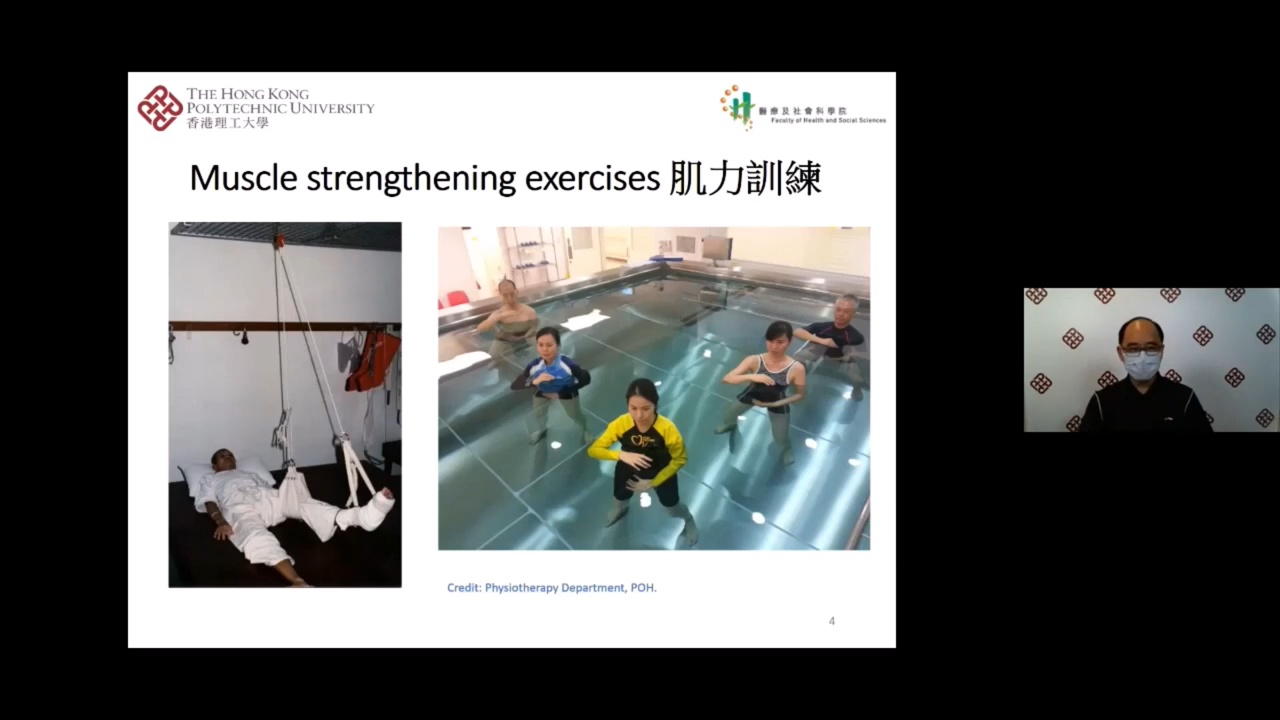 THE HONG KONG
POLYTECHNIC UNIVERSITY
香港理工大學
醫療及社會科學院
Faculty of Health and Social Sciences
Muscle strengthening exercises 肌力訓練
Credit: Physiotherapy Department, POH.
4